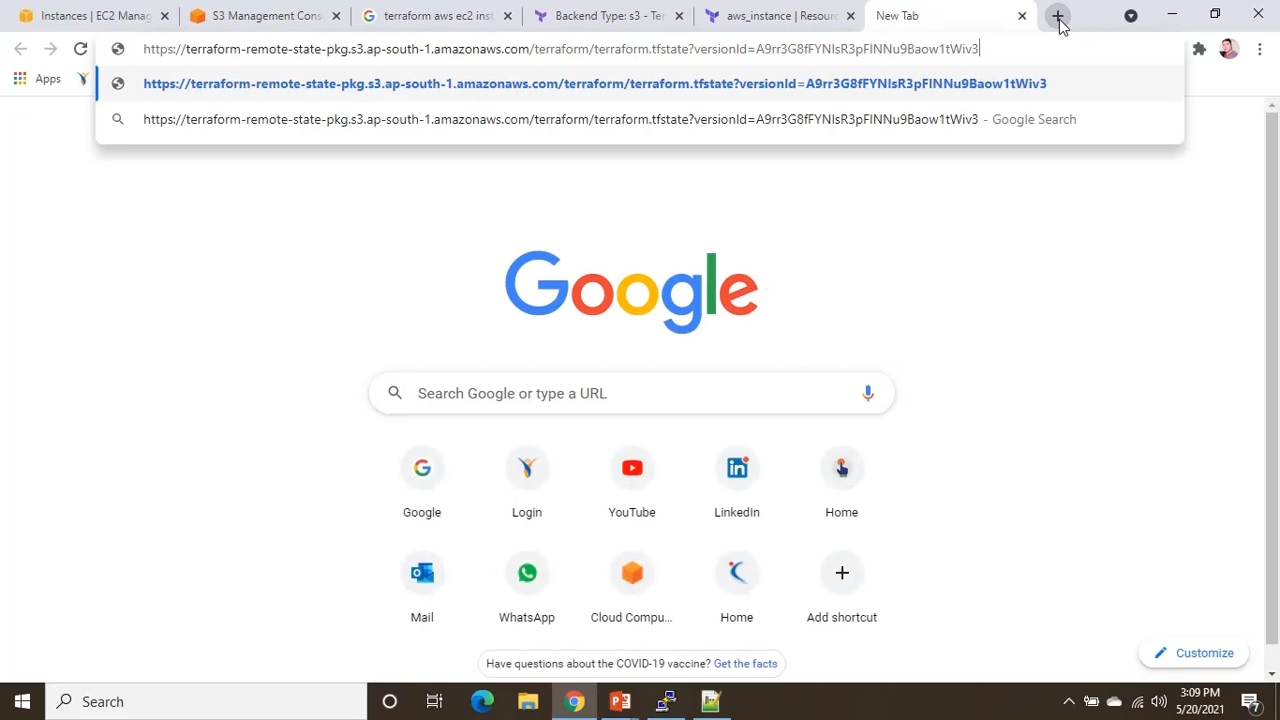 Instances | EC2 Manag
S3 Management Cons
terraform aws ec2 inst
Backend Type: s3 - Ter
aws_instance | Resourc
New Tab
https://terraform-remote-state-pkg.s3.ap-south-1.amazonaws.com/terraform/terraform.tfstate?versionId=A9rr3G8fFYNIsR3pFINNu9Baow1tWiv3
Apps
https://terraform-remote-state-pkg.s3.ap-south-1.amazonaws.com/terraform/terraform.tfstate?versionId=A9rr3G8fFYNIsR3pFINNu9Baow1tWiv3
https://terraform-remote-state-pkg.s3.ap-south-1.amazonaws.com/terraform/terraform.tfstate?versionId=A9rr3G8fFYNIsR3pFINNu9Baow1tWiv3 - Google Search
Google
Search Google or type a URL
Google
Login
YouTube
LinkedIn
Home
Mail
WhatsApp
Cloud Compu...
Home
Add shortcut
Have questions about the COVID-19 vaccine? Get the facts
Customize
Search
3:09 PM
5/20/2021
7